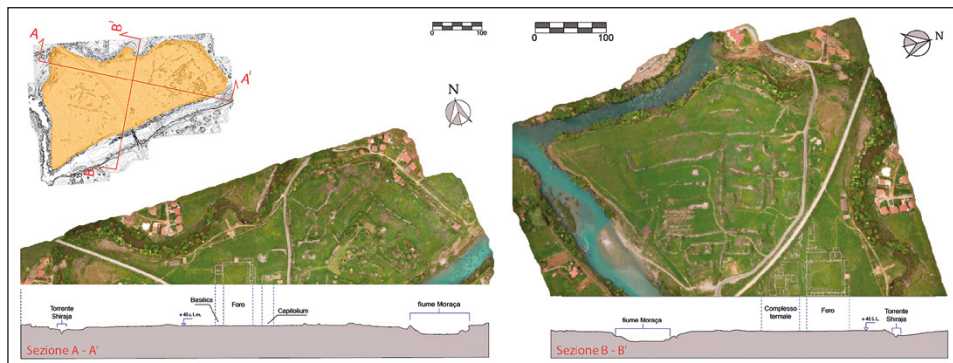 A
B'
A'
B
0 100
N
0 100
N
Torrente
Shiraja
+45 s.l.m.
Basilica
Foro
Capitolium
fiume Moraça
Sezione A - A'
fiume Moraça
Complesso
termale
Foro
+45 S.L.
Torrente
Shiraja
Sezione B - B'